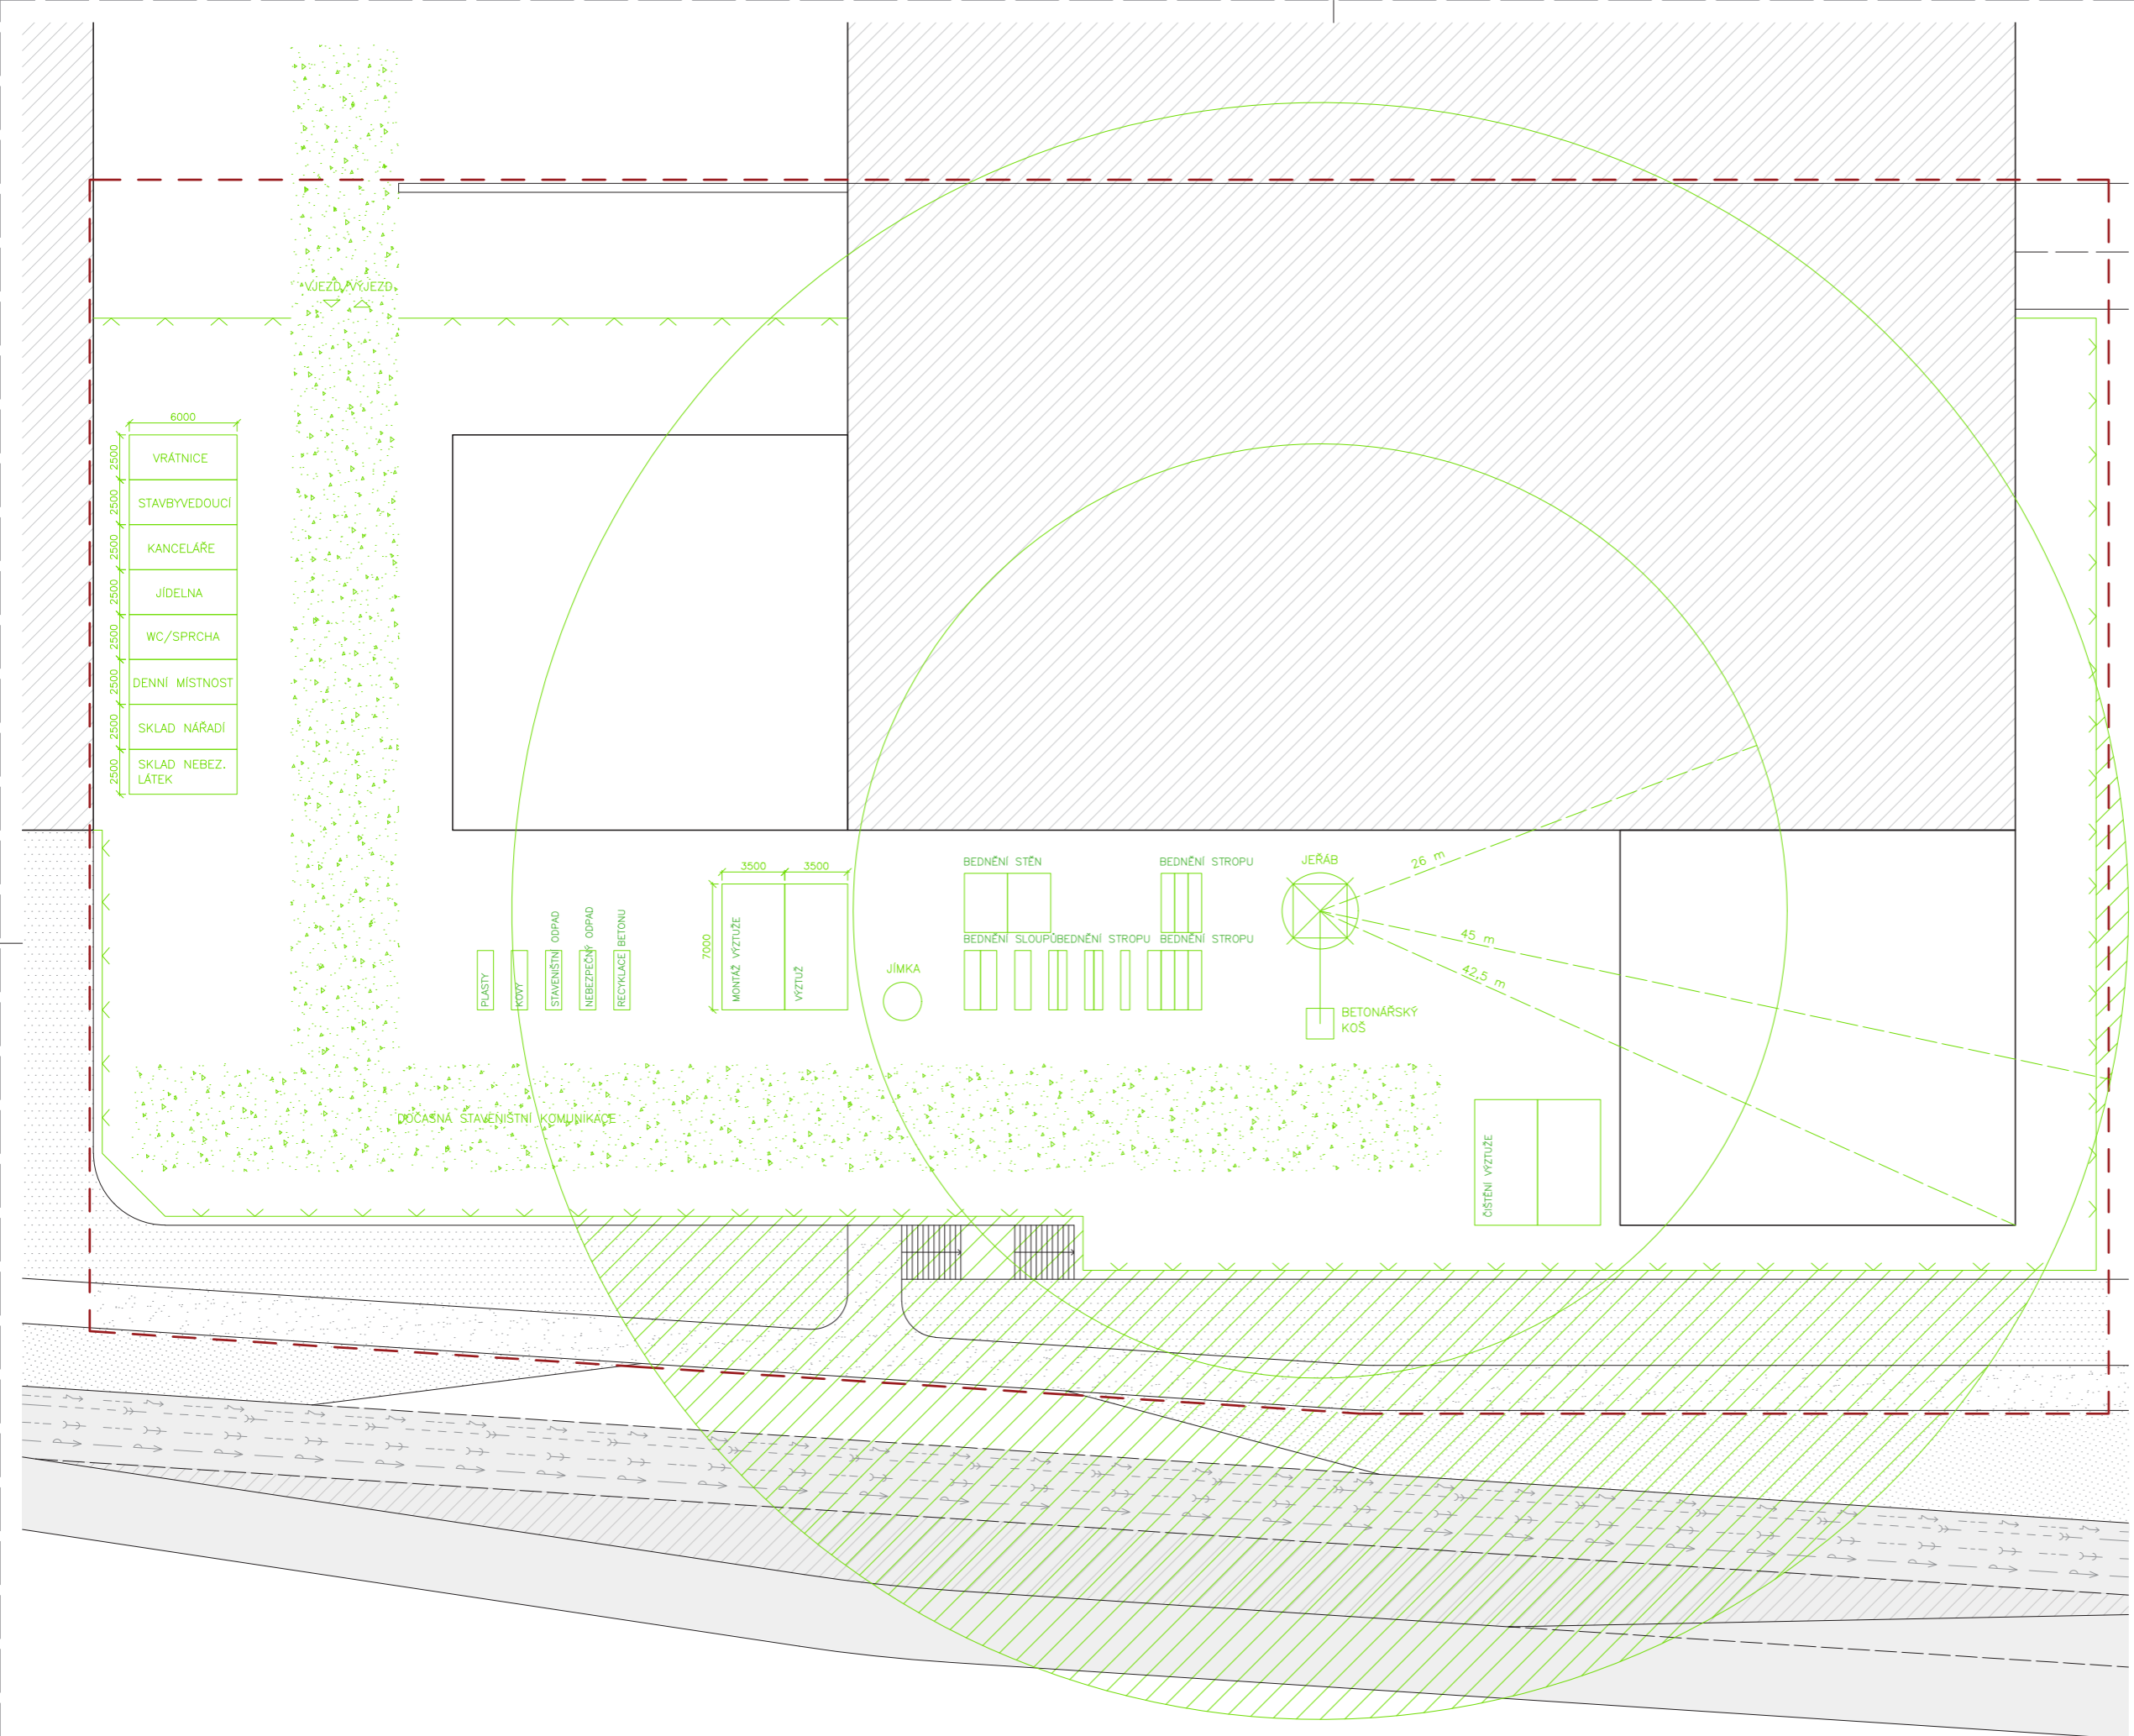 VJEZD/VÝJEZD
6000
2500
VRÁTNICE
2500
STAVBYVEDOUCÍ
2500
KANCELÁŘE
2500
JÍDELNA
2500
WC/SPRCHA
2500
DENNÍ MÍSTNOST
2500
SKLAD NÁŘADÍ
2500
SKLAD NEBEZ.
LÁTEK
PLASTY
KOVY
STAVENIŠTNÍ ODPAD
NEBEZPEČNÝ ODPAD
RECYKLACE BETONU
3500
3500
7000
MONTÁŽ VÝZTUŽE
VÝZTUŽ
JÍMKA
BEDNĚNÍ STĚN
BEDNĚNÍ STROPU
BEDNĚNÍ SLOUPŮ
BEDNĚNÍ STROPU
BEDNĚNÍ STROPU
JEŘÁB
26 m
45 m
42,5 m
BETONÁŘSKÝ
KOŠ
DOČASNÁ STAVENIŠTNÍ KOMUNIKACE
ČIŠTĚNÍ VÝZTUŽE